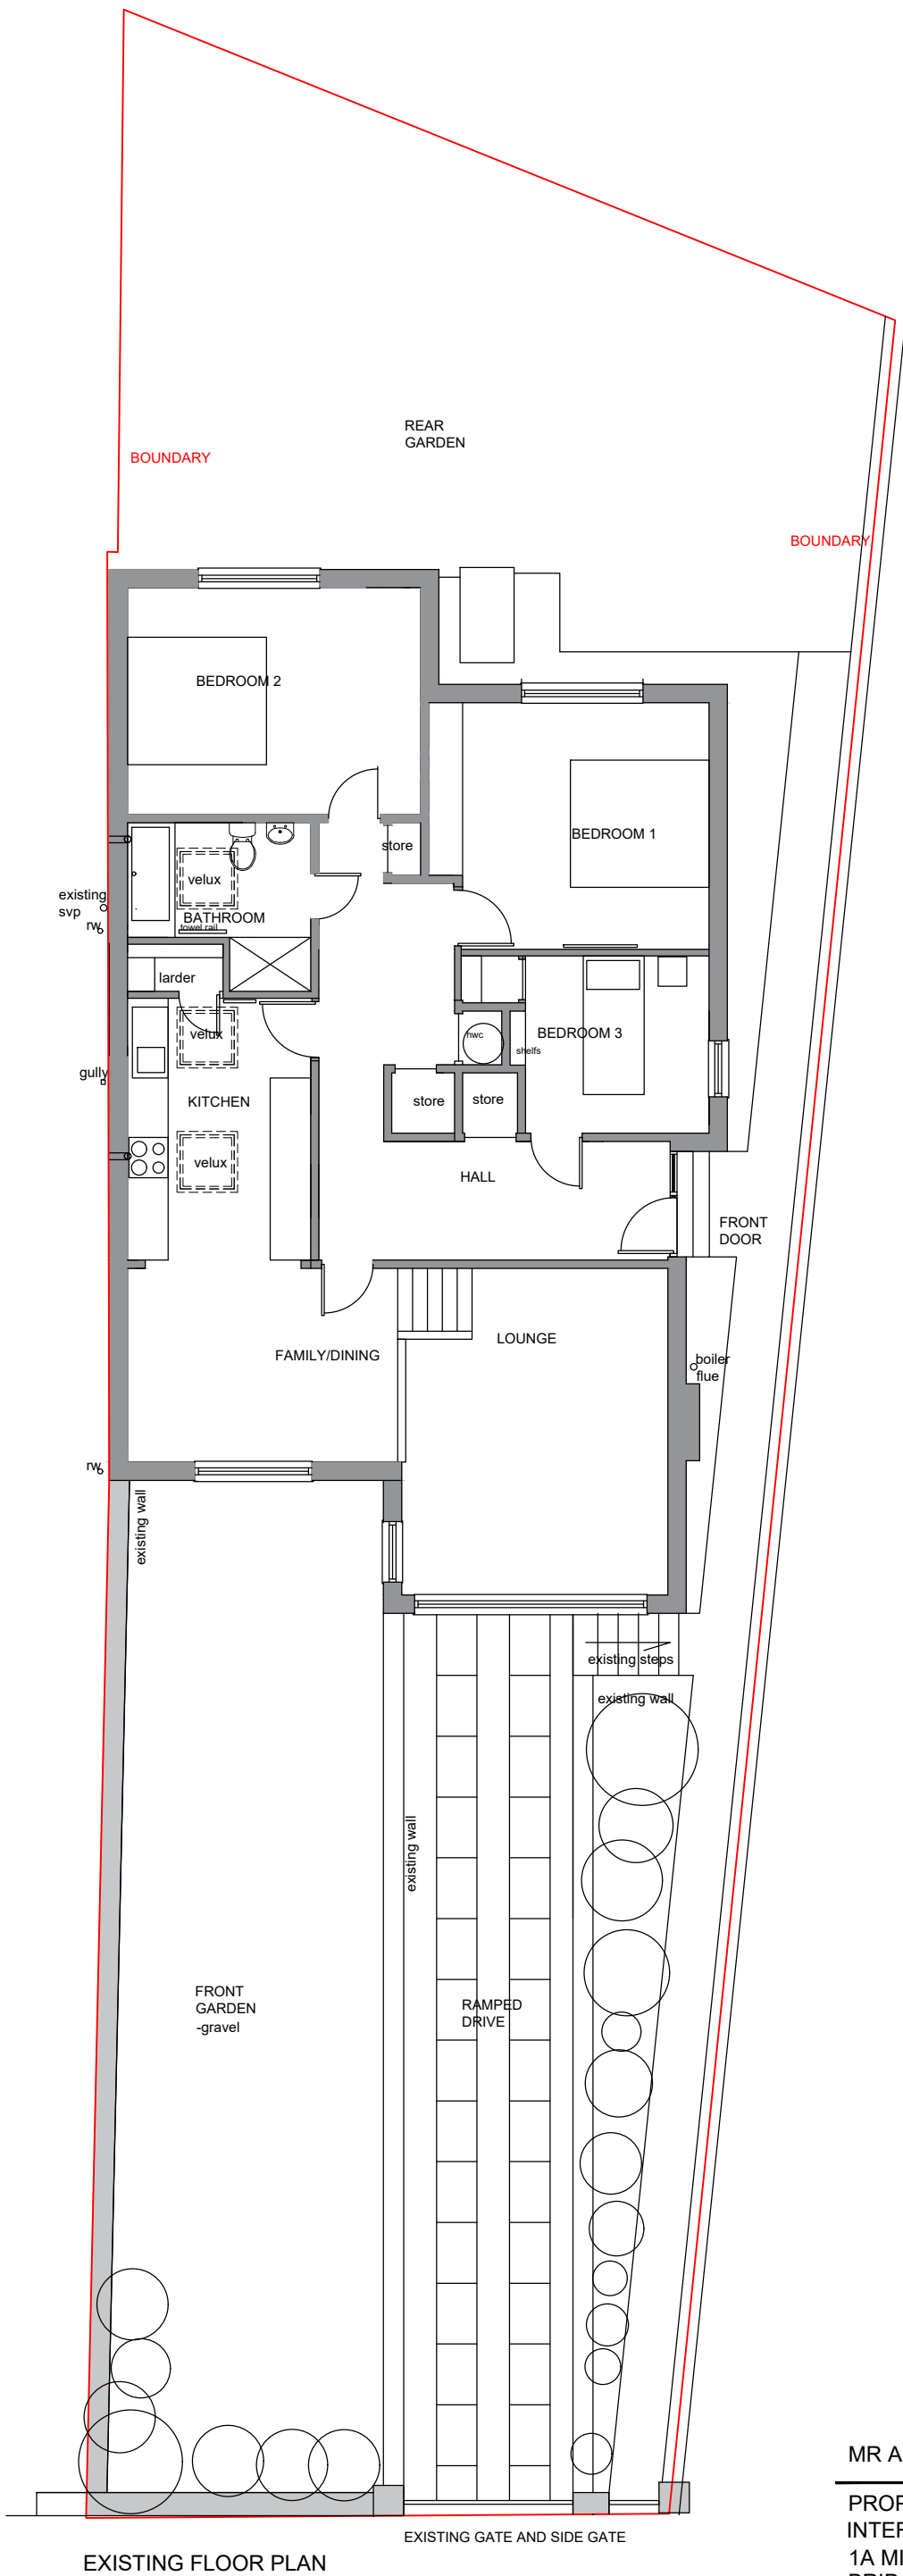 REAR
GARDEN
BOUNDARY
BOUNDARY
BEDROOM 2
BEDROOM 1
store
velux
existing
svp
BATHROOM
rw
towel rail
larder
velux
hwc
BEDROOM 3
shelfs
gully
KITCHEN
store
store
velux
HALL
FRONT
DOOR
LOUNGE
FAMILY/DINING
boiler
flue
rw
existing wall
existing steps
existing wall
existing wall
FRONT
GARDEN
-gravel
RAMPED
DRIVE
MR A
PROP
INTER
1A MI
EXISTING GATE AND SIDE GATE
EXISTING FLOOR PLAN